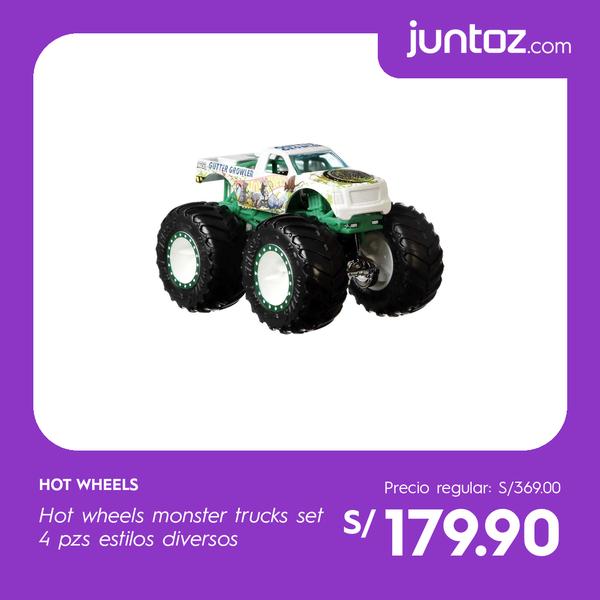 juntoz.com
GUTTER GROWLER
HOT WHEELS
Hot wheels monster trucks set
4 pzs estilos diversos
Precio regular: S/369.00
S/179.90